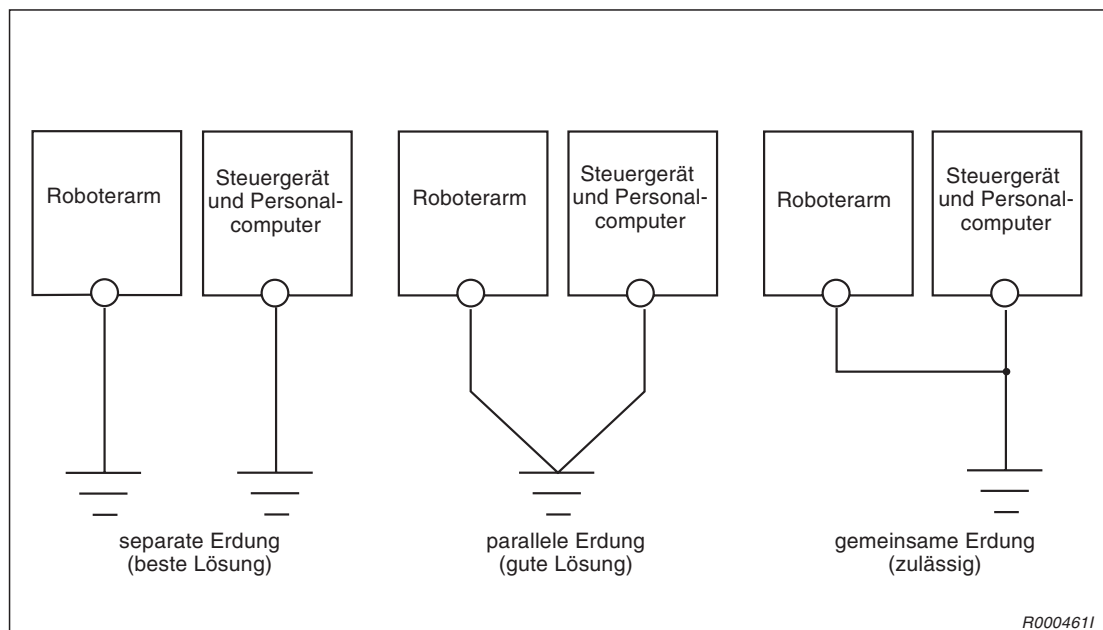 Roboterarm
Steuergerät
und Personal-
computer
Roboterarm
Steuergerät
und Personal-
computer
Roboterarm
Steuergerät
und Personal-
computer
separate Erdung
(beste Lösung)
parallele Erdung
(gute Lösung)
gemeinsame Erdung
(zulässig)
R000461I